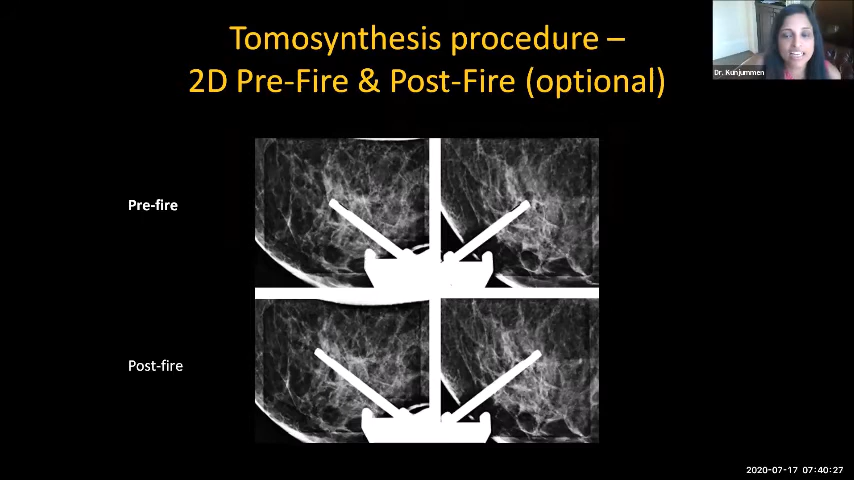 Tomosynthesis procedure –
2D Pre-Fire & Post-Fire (optional)
Dr. Kunjummen
Pre-fire
Post-fire
2020-07-17 07:40:27